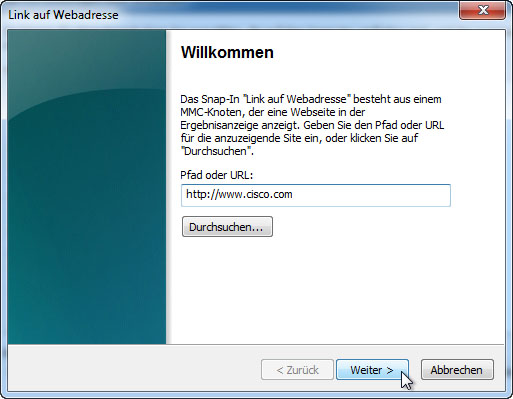 Link auf Webadresse
Willkommen
Das Snap-In "Link auf Webadresse" besteht aus einem
MMC-Knoten, der eine Webseite in der
Ergebnisanzeige anzeigt. Geben Sie den Pfad oder URL
für die anzuzeigende Site ein, oder klicken Sie auf
"Durchsuchen".
Pfad oder URL:
http://www.cisco.com
Durchsuchen...
< Zurück
Weiter >
Abbrechen